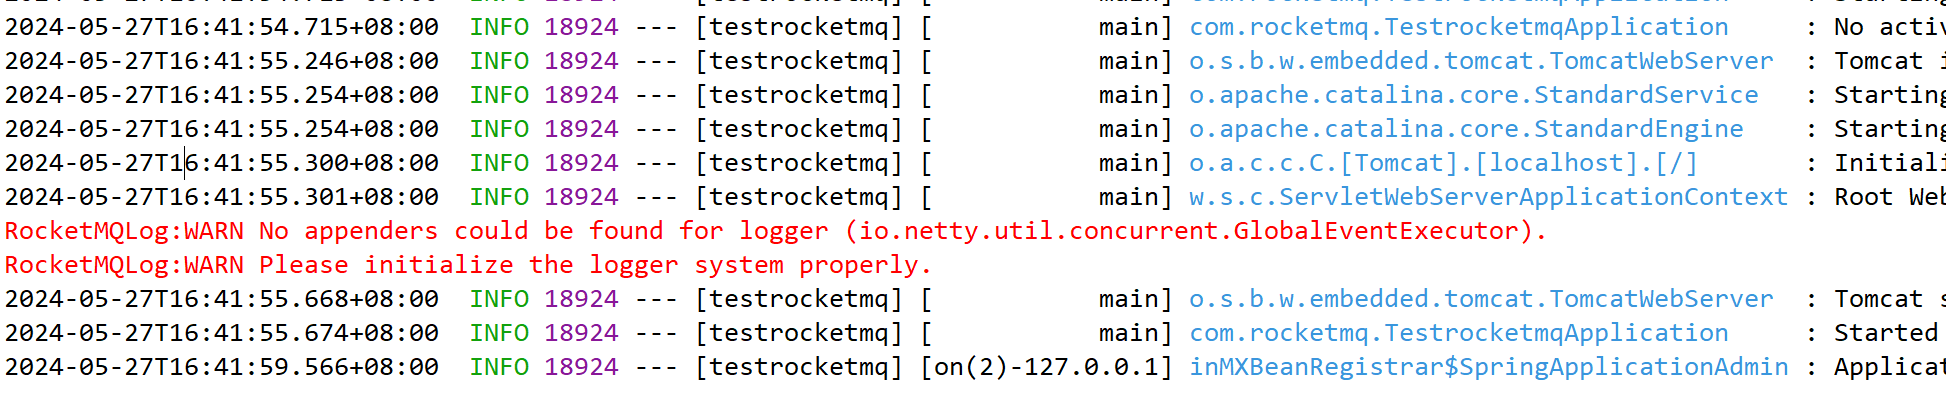 2024-05-27T16:41:54.715+08:00  INFO 18924 --- [testrocketmq] [           main] com.rocketmq.TestrocketmqApplication     : No activ
2024-05-27T16:41:55.246+08:00  INFO 18924 --- [testrocketmq] [           main] o.s.b.w.embedded.tomcat.TomcatWebServer  : Tomcat i
2024-05-27T16:41:55.254+08:00  INFO 18924 --- [testrocketmq] [           main] o.apache.catalina.core.StandardService   : Starting
2024-05-27T16:41:55.254+08:00  INFO 18924 --- [testrocketmq] [           main] o.apache.catalina.core.StandardEngine    : Starting
2024-05-27T16:41:55.300+08:00  INFO 18924 --- [testrocketmq] [           main] o.a.c.c.C.[Tomcat].[localhost].[/]       : Initiali
2024-05-27T16:41:55.301+08:00  INFO 18924 --- [testrocketmq] [           main] w.s.c.ServletWebServerApplicationContext : Root Web
RocketMQLog:WARN No appenders could be found for logger (io.netty.util.concurrent.GlobalEventExecutor).
RocketMQLog:WARN Please initialize the logger system properly.
2024-05-27T16:41:55.668+08:00  INFO 18924 --- [testrocketmq] [           main] o.s.b.w.embedded.tomcat.TomcatWebServer  : Tomcat s
2024-05-27T16:41:55.674+08:00  INFO 18924 --- [testrocketmq] [           main] com.rocketmq.TestrocketmqApplication     : Started
2024-05-27T16:41:59.566+08:00  INFO 18924 --- [testrocketmq] [on(2)-127.0.0.1] inMXBeanRegistrar$SpringApplicationAdmin : Applicat